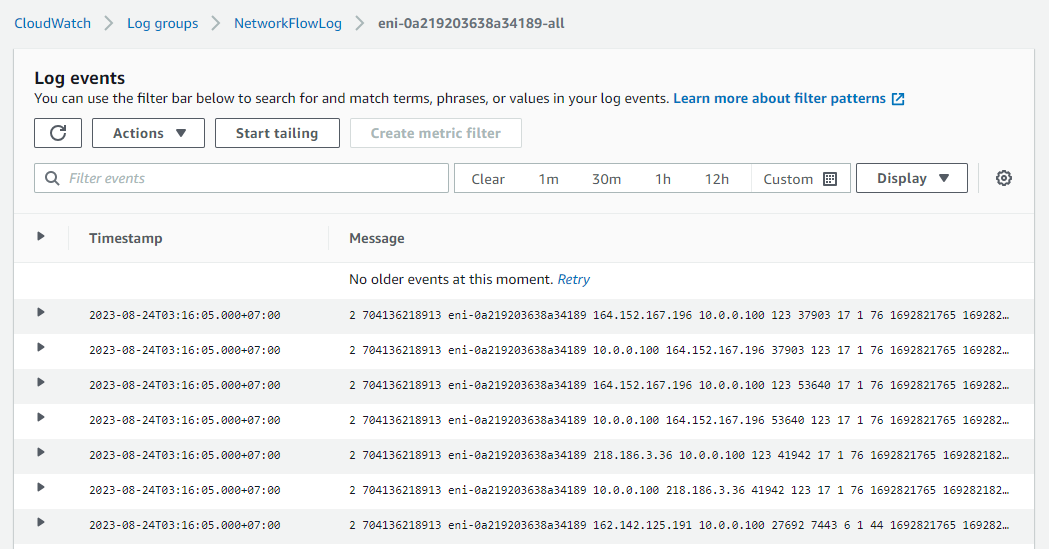 CloudWatch > Log groups > NetworkFlowLog > eni-0a219203638a34189-all
Log events
You can use the filter bar below to search for and match terms, phrases, or values in your log events. Learn more about filter patterns
Actions Start tailing Create metric filter
Filter events Clear 1m 30m 1h 12h Custom Display
Timestamp Message
No older events at this moment. Retry
2023-08-24T03:16:05.000+07:00 2 704136218913 eni-0a219203638a34189 164.152.167.196 10.0.0.100 123 37903 17 1 76 1692821765 169282…
2023-08-24T03:16:05.000+07:00 2 704136218913 eni-0a219203638a34189 10.0.0.100 164.152.167.196 37903 123 17 1 76 1692821765 169282…
2023-08-24T03:16:05.000+07:00 2 704136218913 eni-0a219203638a34189 164.152.167.196 10.0.0.100 123 53640 17 1 76 1692821765 169282…
2023-08-24T03:16:05.000+07:00 2 704136218913 eni-0a219203638a34189 10.0.0.100 164.152.167.196 53640 123 17 1 76 1692821765 169282…
2023-08-24T03:16:05.000+07:00 2 704136218913 eni-0a219203638a34189 218.186.3.36 10.0.0.100 123 41942 17 1 76 1692821765 169282182…
2023-08-24T03:16:05.000+07:00 2 704136218913 eni-0a219203638a34189 10.0.0.100 218.186.3.36 41942 123 17 1 76 1692821765 169282182…
2023-08-24T03:16:05.000+07:00 2 704136218913 eni-0a219203638a34189 162.142.125.191 10.0.0.100 27692 7443 6 1 44 1692821765 169282…